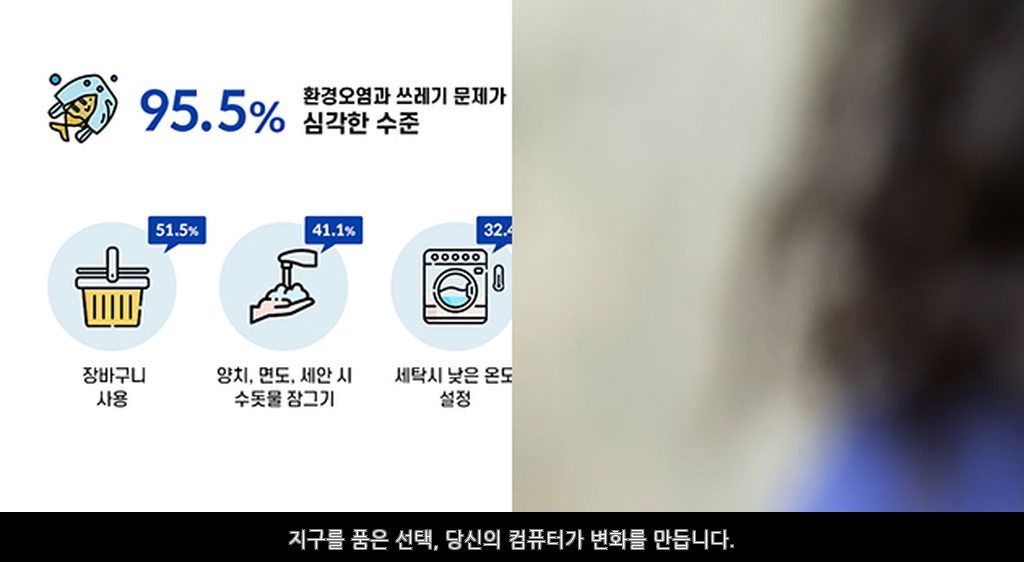 95.5%
환경오염과 쓰레기 문제가
심각한 수준
51.5%
41.1%
32.4
장바구니
사용
양치, 면도, 세안 시
수돗물 잠그기
세탁시 낮은 온도
설정
지구를 품은 선택, 당신의 컴퓨터가 변화를 만듭니다.